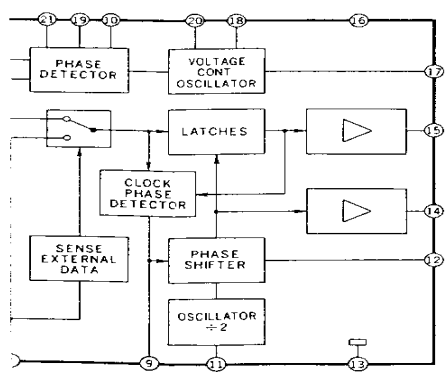 21 19 10 20 18 16
PHASE
DETECTOR
VOLTAGE
CONT
OSCILLATOR
17
LATCHES
15
CLOCK
PHASE
DETECTOR
14
SENSE
EXTERNAL
DATA
PHASE
SHIFTER
12
OSCILLATOR
÷2
9 11 13